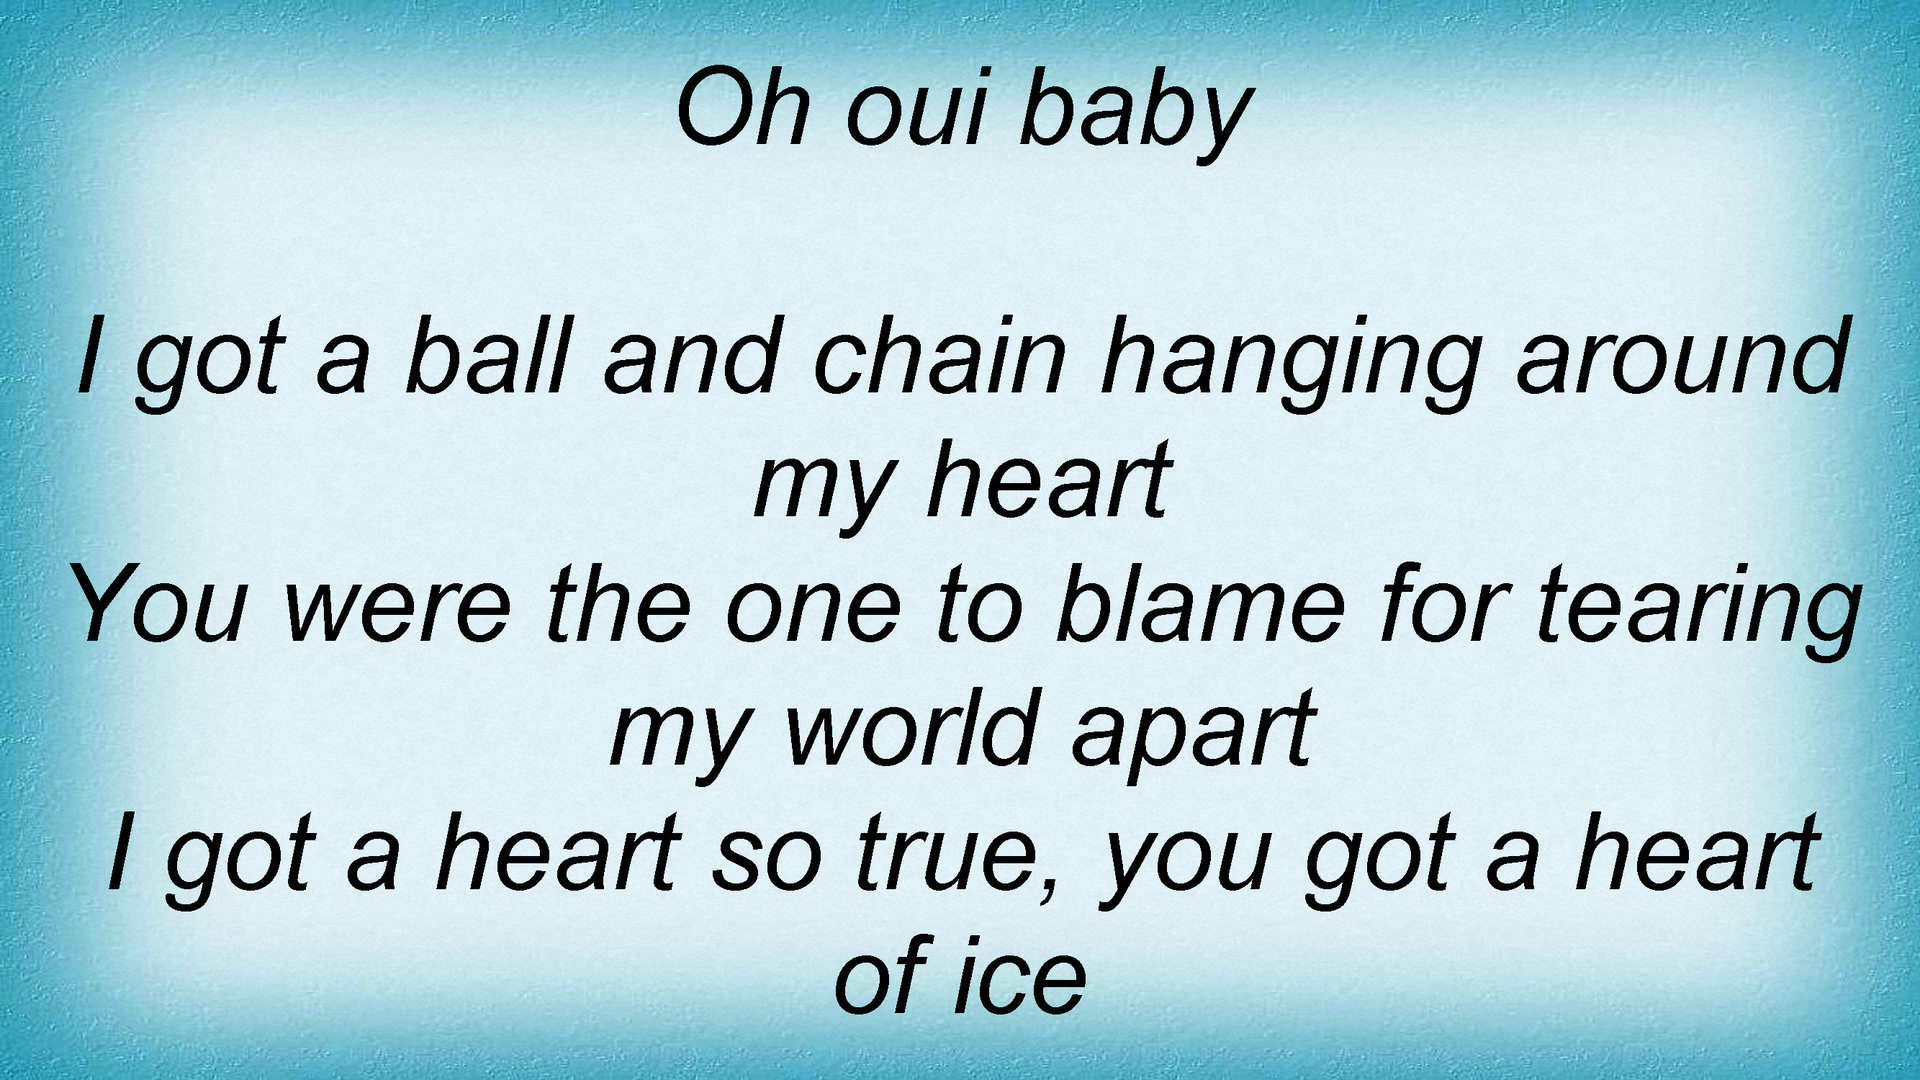 Oh oui baby
I got a ball and chain hanging around
my heart
You were the one to blame for tearing
my world apart
I got a heart so true, you got a heart
of ice